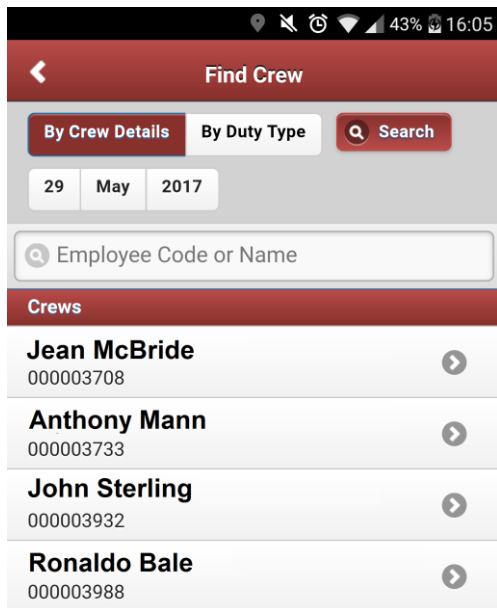 43% 16:05
Find Crew
By Crew Details By Duty Type Search
29 May 2017
Employee Code or Name
Crews
Jean McBride
000003708
Anthony Mann
000003733
John Sterling
000003932
Ronaldo Bale
000003988